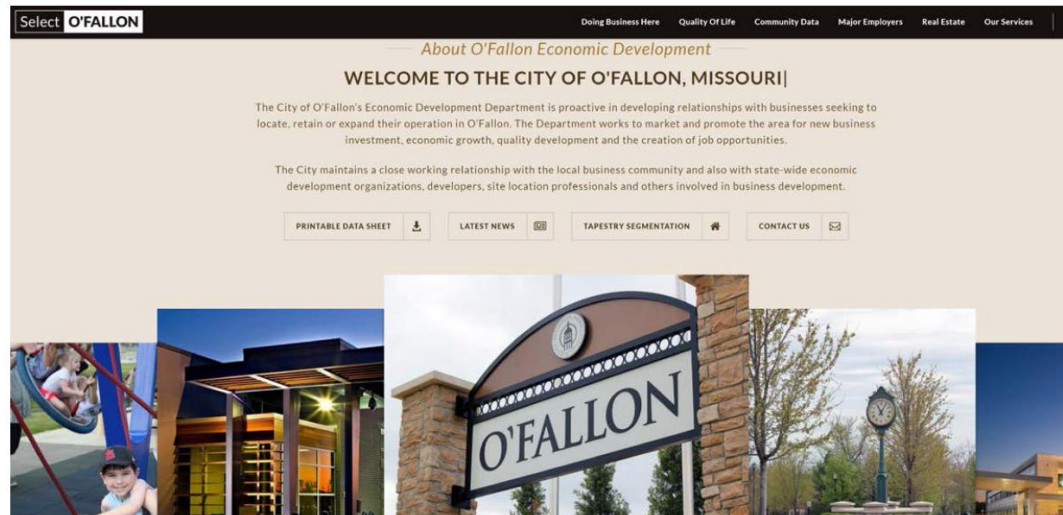 Select O'FALLON
Doing Business Here Quality Of Life Community Data Major Employers Real Estate Our Services
About O'Fallon Economic Development
WELCOME TO THE CITY OF O'FALLON, MISSOURI|
The City of O'Fallon's Economic Development Department is proactive in developing relationships with businesses seeking to
locate, retain or expand their operation in O'Fallon. The Department works to market and promote the area for new business
investment, economic growth, quality development and the creation of job opportunities.
The City maintains a close working relationship with the local business community and also with state-wide economic
development organizations, developers, site location professionals and others involved in business development.
PRINTABLE DATA SHEET
LATEST NEWS
TAPESTRY SEGMENTATION
CONTACT US
O'FALLON